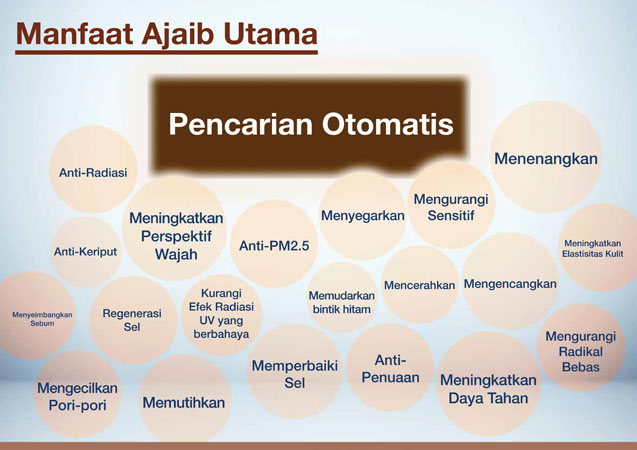 Manfaat Ajaib Utama
Pencarian Otomatis
Anti-Radiasi
Meningkatkan
Perspektif
Wajah
Anti-PM2.5
Menyegarkan
Mengurangi
Sensitif
Menenangkan
Anti-Keriput
Meningkatkan
Elastisitas Kulit
Menyeimbangkan
Sebum
Regenerasi
Sel
Kurangi
Efek Radiasi
UV yang
berbahaya
Memudarkan
bintik hitam
Mencerahkan
Mengencangkan
Mengecilkan
Pori-pori
Memutihkan
Memperbaiki
Sel
Anti-
Penuaan
Meningkatkan
Daya Tahan
Mengurangi
Radikal
Bebas